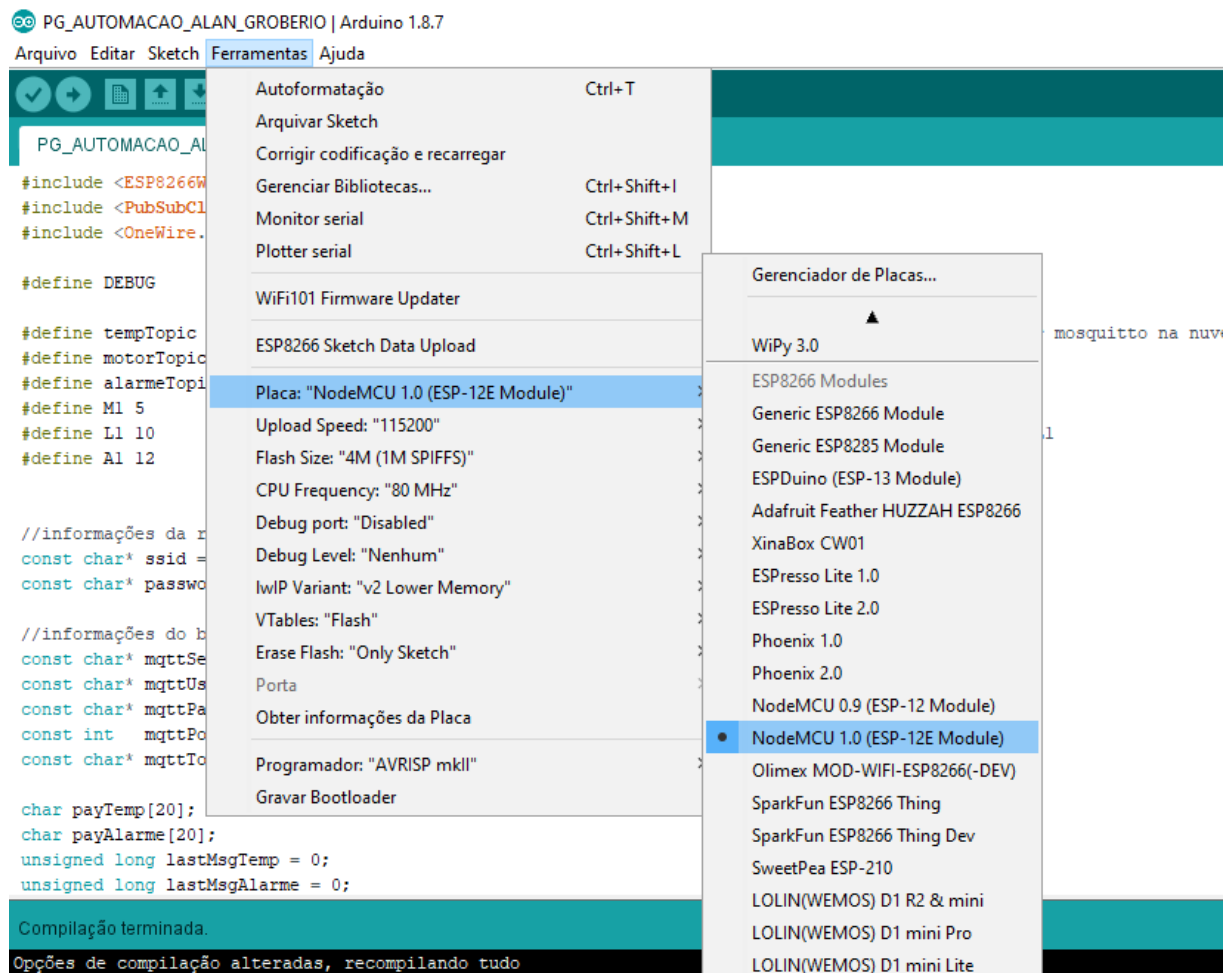 PG_AUTOMACAO_ALAN_GROBERIO | Arduino 1.8.7
Arquivo Editar Sketch Ferramentas Ajuda
PG_AUTOMACAO_AL
#include <ESP8266W
#include <PubSubCl
#include <OneWire.
#define DEBUG
#define tempTopic
#define motorTopic
#define alarmeTopi
#define M1 5
#define L1 10
#define A1 12
//informações da r
const char* ssid =
const char* passwo
//informações do b
const char* mqttSe
const char* mqttUs
const char* mqttPa
const int mqttPo
const char* mqttTo
char payTemp[20];
char payAlarme[20];
unsigned long lastMsgTemp = 0;
unsigned long lastMsgAlarme = 0;
Autoformatação Ctrl+T
Arquivar Sketch
Corrigir codificação e recarregar
Gerenciar Bibliotecas... Ctrl+Shift+I
Monitor serial Ctrl+Shift+M
Plotter serial Ctrl+Shift+L
WiFi101 Firmware Updater
ESP8266 Sketch Data Upload
Placa: "NodeMCU 1.0 (ESP-12E Module)"
Upload Speed: "115200"
Flash Size: "4M (1M SPIFFS)"
CPU Frequency: "80 MHz"
Debug port: "Disabled"
Debug Level: "Nenhum"
lwIP Variant: "v2 Lower Memory"
VTables: "Flash"
Erase Flash: "Only Sketch"
Porta
Obter informações da Placa
Programador: "AVRISP mkII"
Gravar Bootloader
Gerenciador de Placas...
WiPy 3.0
ESP8266 Modules
Generic ESP8266 Module
Generic ESP8285 Module
ESPDuino (ESP-13 Module)
Adafruit Feather HUZZAH ESP8266
XinaBox CW01
ESPresso Lite 1.0
ESPresso Lite 2.0
Phoenix 1.0
Phoenix 2.0
NodeMCU 0.9 (ESP-12 Module)
NodeMCU 1.0 (ESP-12E Module)
Olimex MOD-WIFI-ESP8266(-DEV)
SparkFun ESP8266 Thing
SparkFun ESP8266 Thing Dev
SweetPea ESP-210
LOLIN(WEMOS) D1 R2 & mini
LOLIN(WEMOS) D1 mini Pro
LOLIN(WEMOS) D1 mini Lite
mosquitto na nuv
Compilação terminada.
Opções de compilação alteradas, recompilando tudo